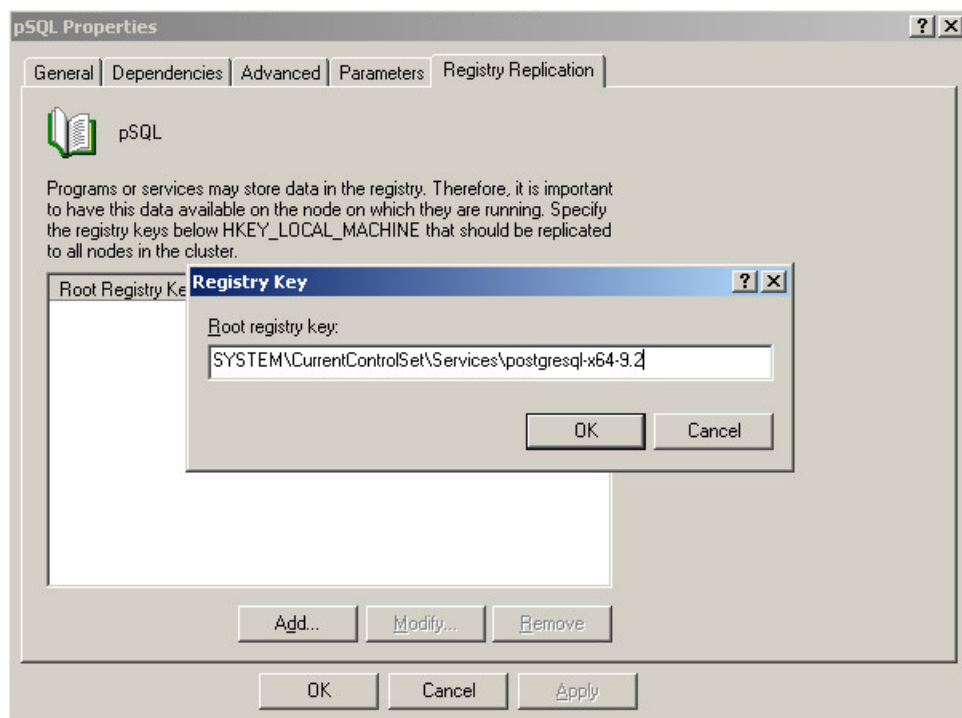 pSQL Properties
General Dependencies Advanced Parameters Registry Replication
pSQL
Programs or services may store data in the registry. Therefore, it is important
to have this data available on the node on which they are running. Specify
the registry keys below HKEY_LOCAL_MACHINE that should be replicated
to all nodes in the cluster.
Root Registry Ke
Registry Key
Root registry key:
SYSTEM\CurrentControlSet\Services\postgresql-x64-9.2
OK Cancel
Add... Modify... Remove
OK Cancel Apply